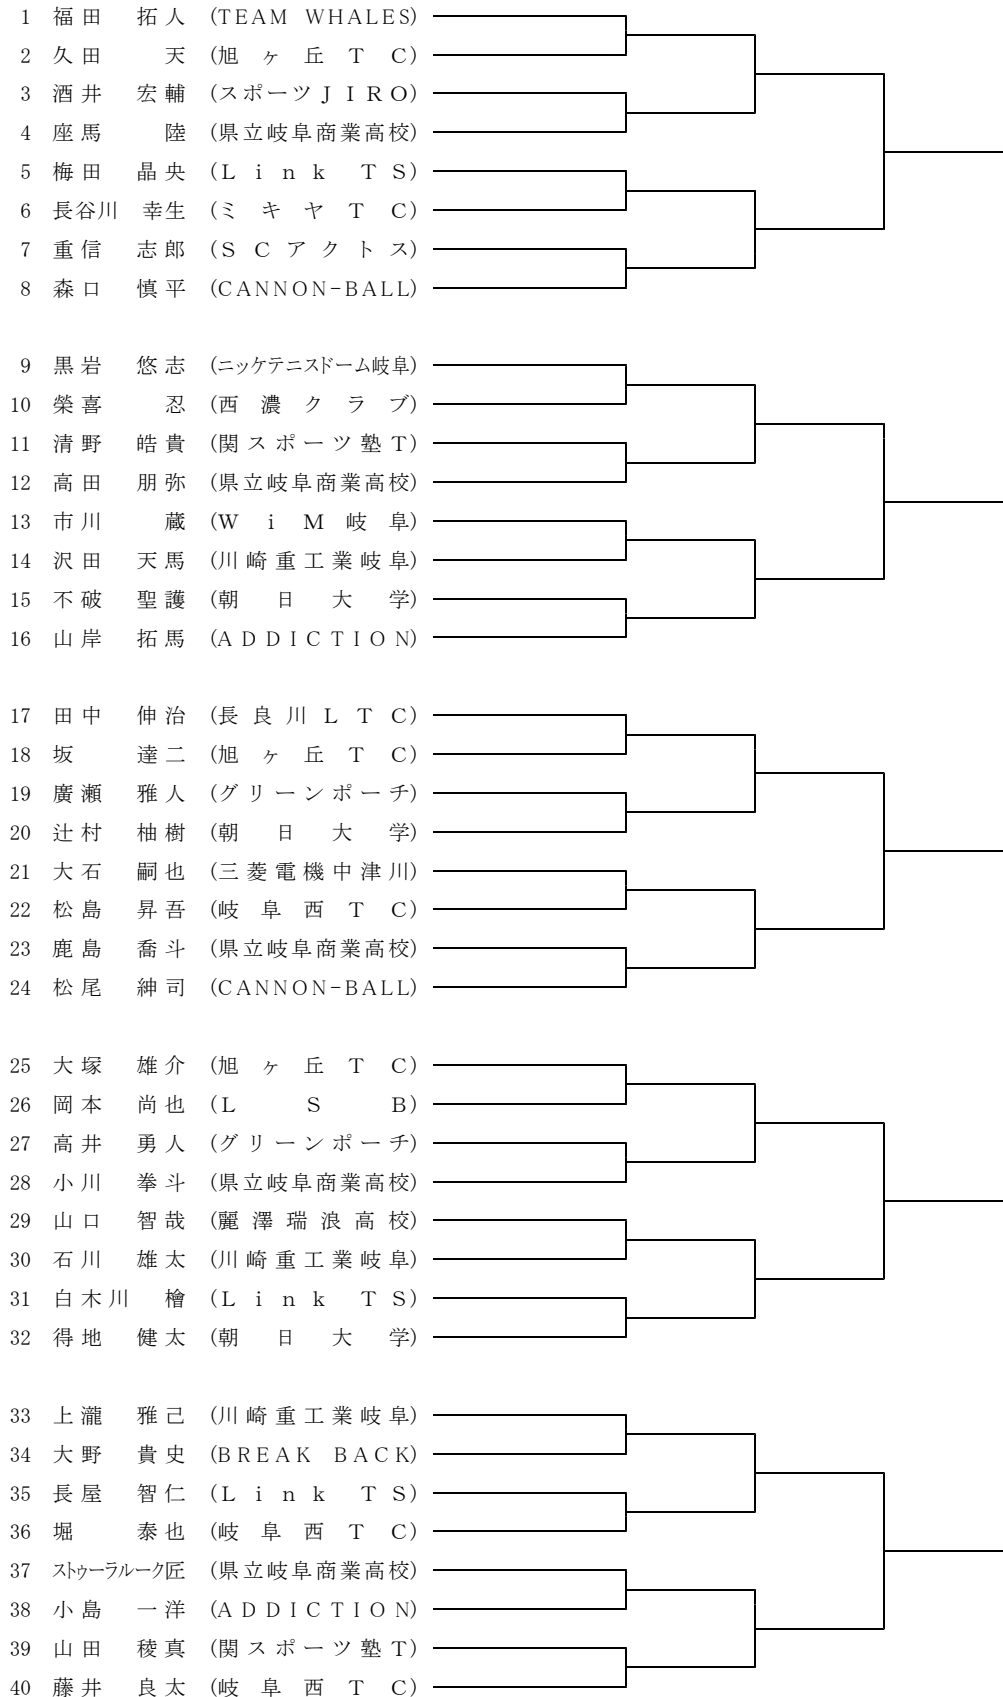 1 福田 拓人 (TEAM WHALES)
2 久田 天 (旭ヶ丘TC)
3 酒井 宏輔 (スポーツJIRO)
4 座馬 陸 (県立岐阜商業高校)
5 梅田 晶央 (Link TS)
6 長谷川 幸生 (ミキヤTC)
7 重信 志郎 (SCアクトス)
8 森口 慎平 (CANNON-BALL)
9 黒岩 悠志 (ニッケテニスドーム岐阜)
10 榮喜 忍 (西濃クラブ)
11 清野 皓貴 (関スポーツ塾T)
12 高田 朋弥 (県立岐阜商業高校)
13 市川 蔵 (WiM岐阜)
14 沢田 天馬 (川崎重工業岐阜)
15 不破 聖護 (朝日大学)
16 山岸 拓馬 (ADDICTION)
17 田中 伸治 (長良川LTC)
18 坂 達二 (旭ヶ丘TC)
19 廣瀬 雅人 (グリーンポーチ)
20 辻村 柚樹 (朝日大学)
21 大石 嗣也 (三菱電機中津川)
22 松島 昇吾 (岐阜西TC)
23 鹿島 喬斗 (県立岐阜商業高校)
24 松尾 紳司 (CANNON-BALL)
25 大塚 雄介 (旭ヶ丘TC)
26 岡本 尚也 (LSB)
27 高井 勇人 (グリーンポーチ)
28 小川 拳斗 (県立岐阜商業高校)
29 山口 智哉 (麗澤瑞浪高校)
30 石川 雄太 (川崎重工業岐阜)
31 白木川 檜 (Link TS)
32 得地 健太 (朝日大学)
33 上瀧 雅己 (川崎重工業岐阜)
34 大野 貴史 (BREAK BACK)
35 長屋 智仁 (Link TS)
36 堀 泰也 (岐阜西TC)
37 ストゥーラルーク匠 (県立岐阜商業高校)
38 小島 一洋 (ADDICTION)
39 山田 稜真 (関スポーツ塾T)
40 藤井 良太 (岐阜西TC)